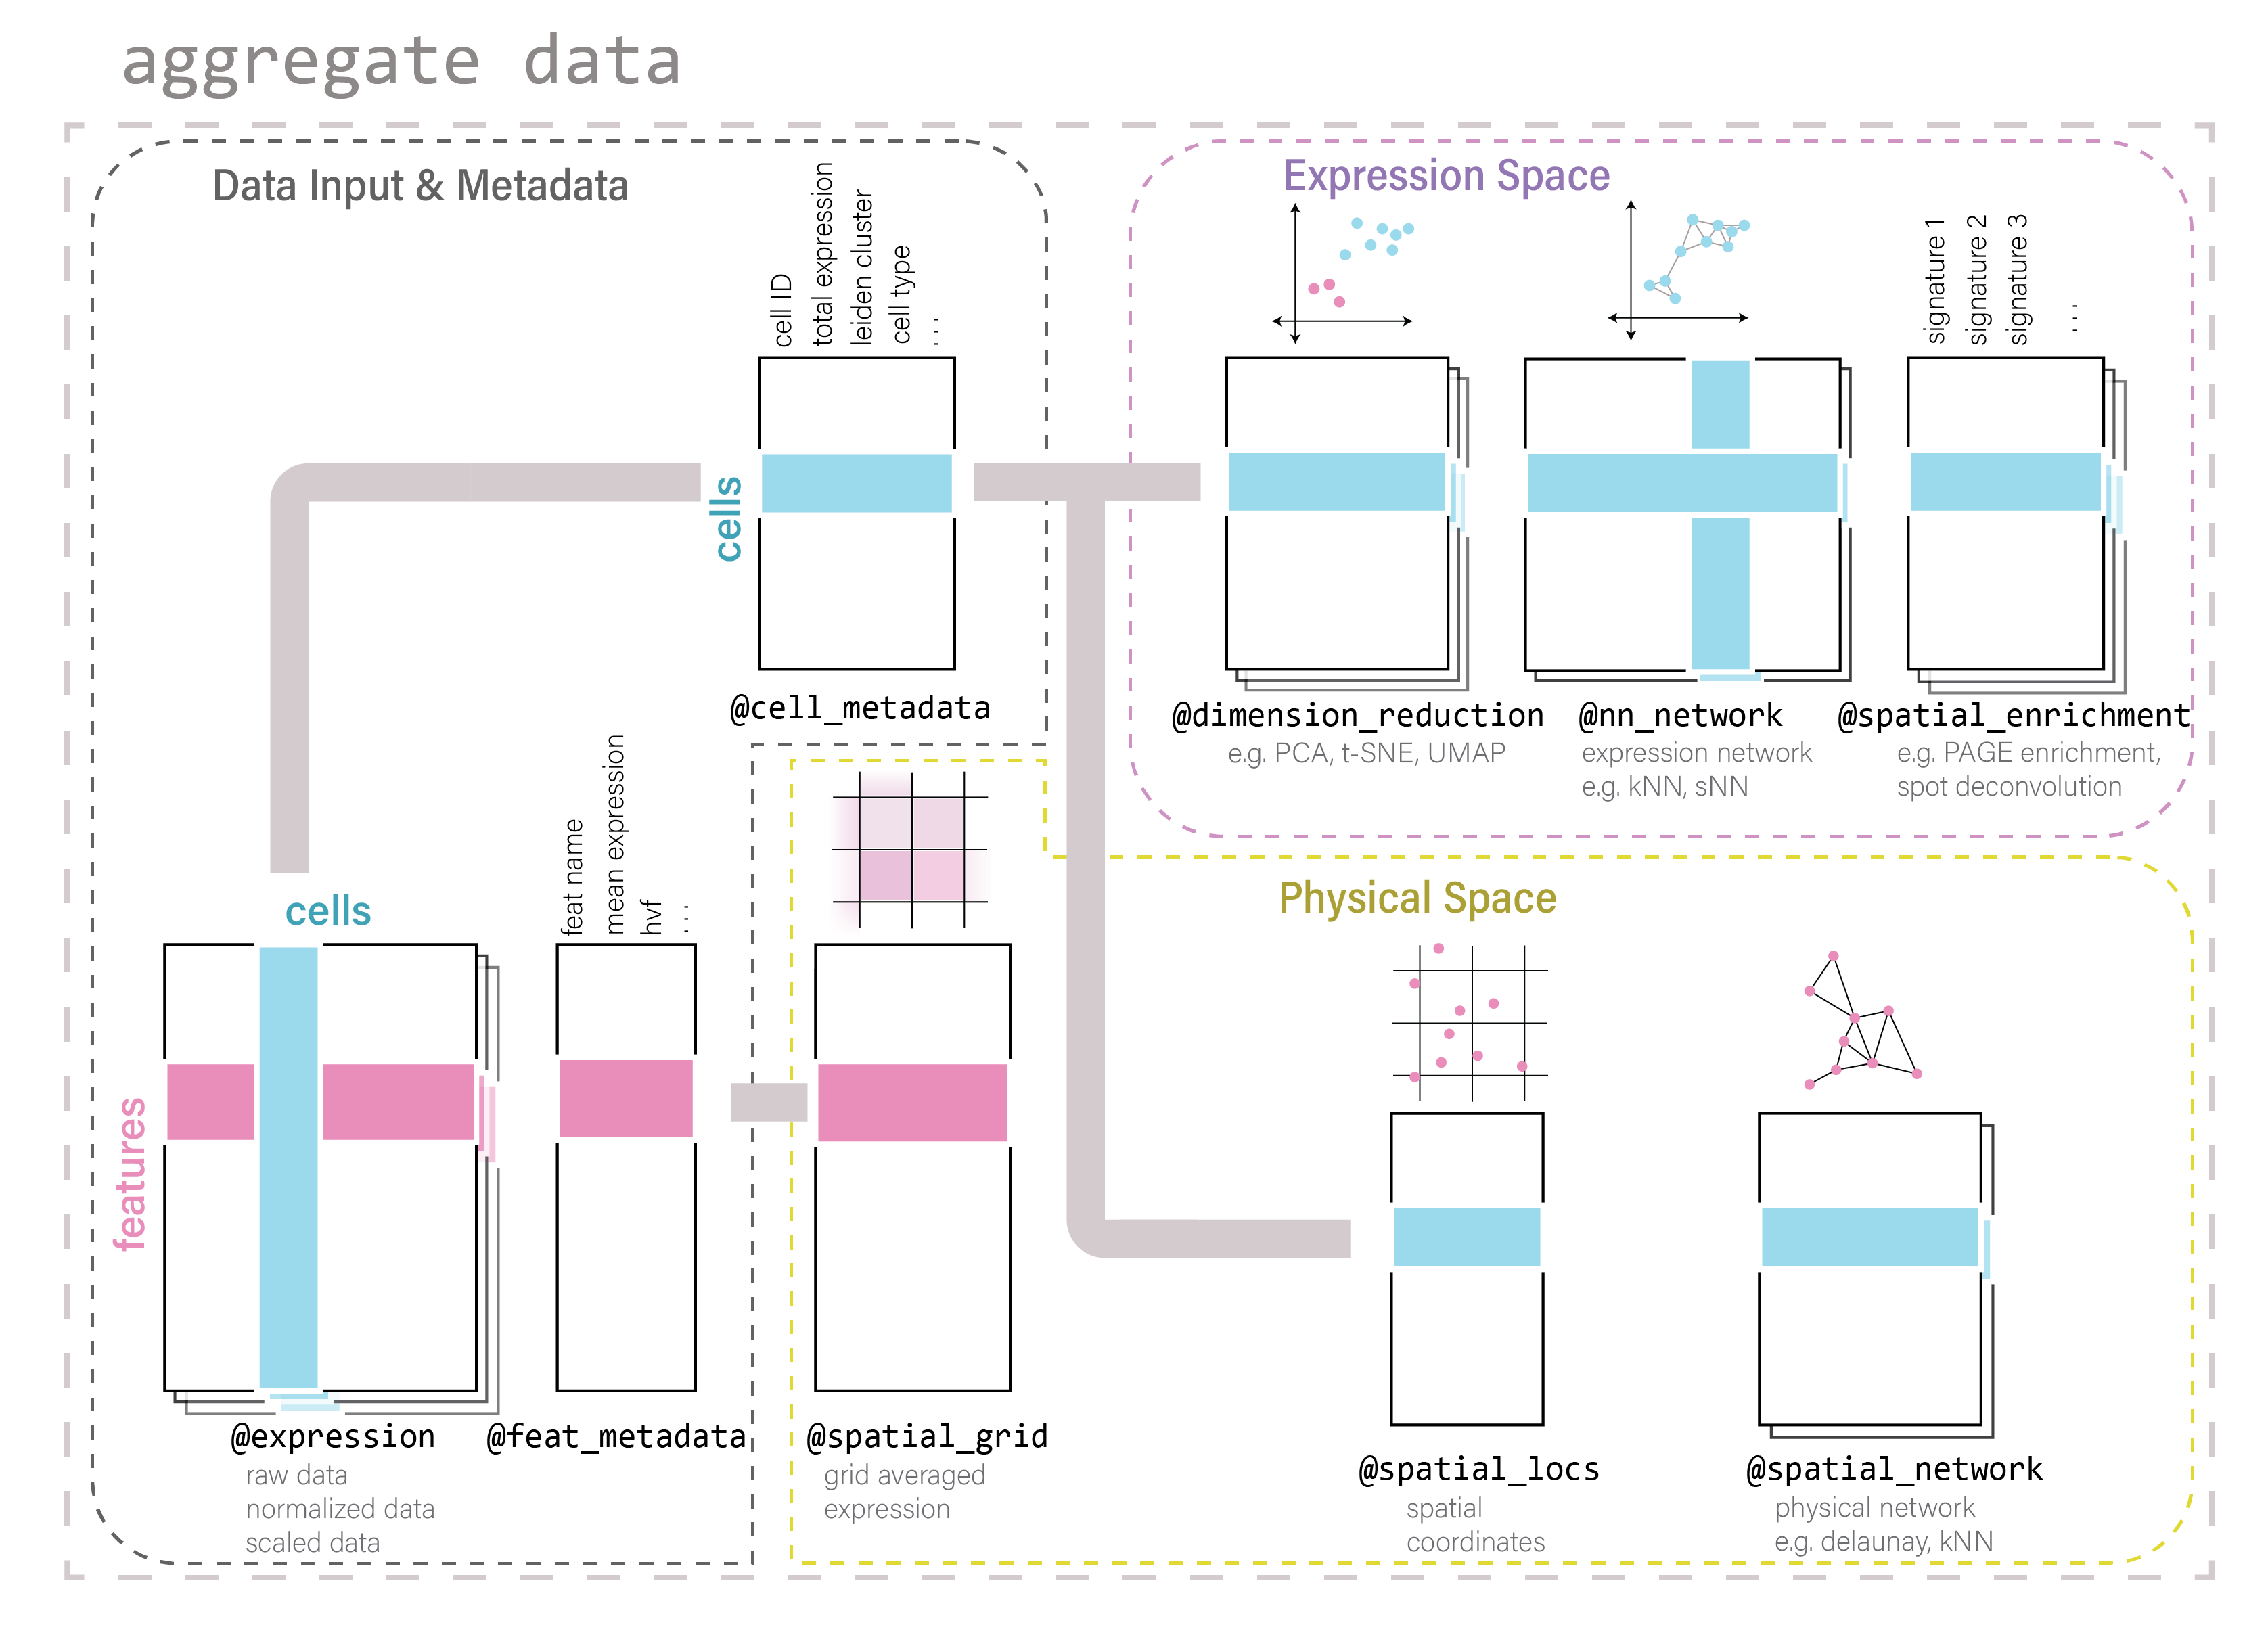 aggregate data
Data Input & Metadata
cell ID
total expression
leiden cluster
cell type
...
cells
@cell_metadata
Expression Space
signature 1
signature 2
signature 3
...
@dimension_reduction
e.g. PCA, t-SNE, UMAP
@nn_network
expression network
e.g. kNN, sNN
@spatial_enrichment
e.g. PAGE enrichment,
spot deconvolution
cells
features
@expression
raw data
normalized data
scaled data
feat name
mean expression
hvf
...
@feat_metadata
Physical Space
@spatial_grid
grid averaged
expression
@spatial_locs
spatial
coordinates
@spatial_network
physical network
e.g. delaunay, kNN